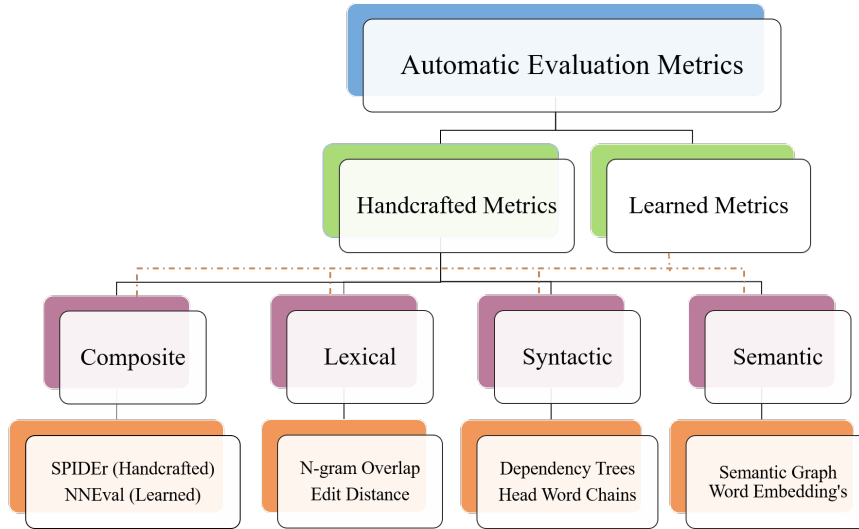 Automatic Evaluation Metrics
Handcrafted Metrics
Learned Metrics
Composite
Lexical
Syntactic
Semantic
SPIDEr (Handcrafted)
NNEval (Learned)
N-gram Overlap
Edit Distance
Dependency Trees
Head Word Chains
Semantic Graph
Word Embedding's